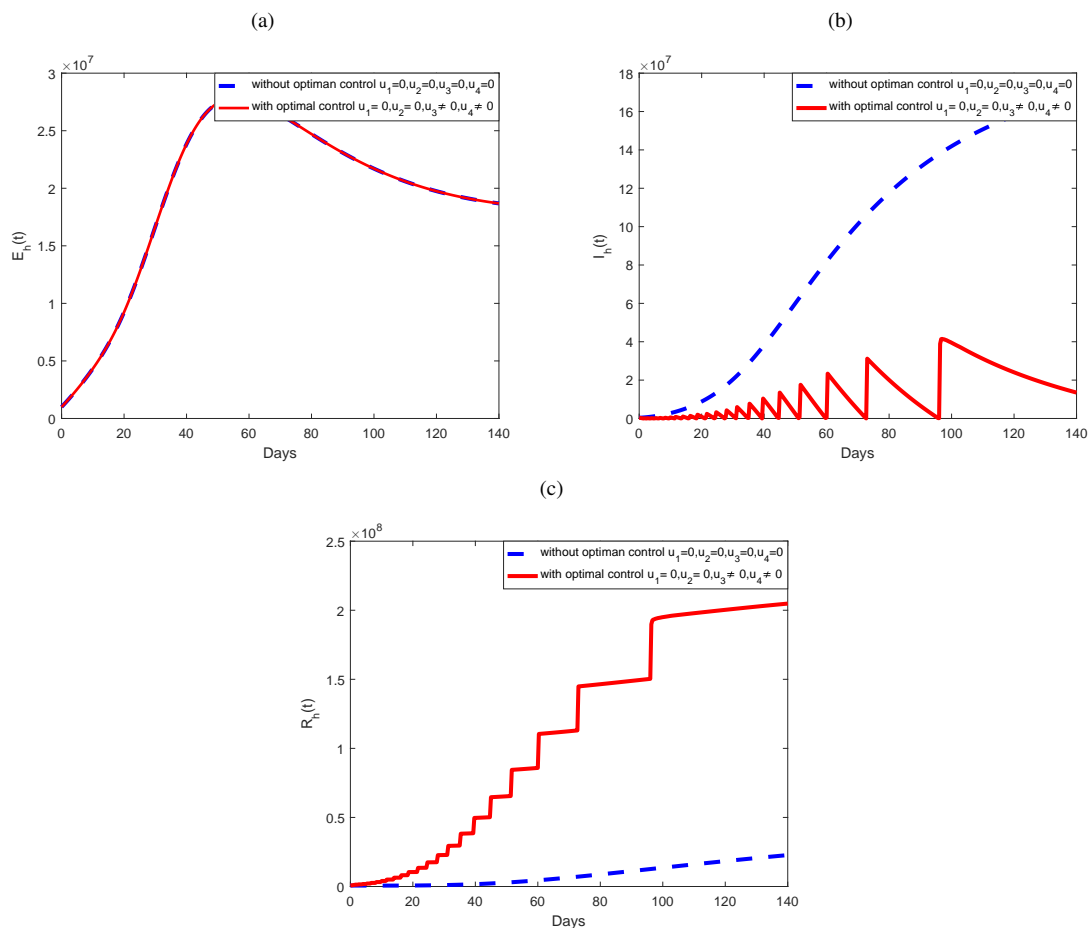 (a)
×10^7
without optiman control u_1=0,u_2=0,u_3=0,u_4=0
with optimal control u_1= 0,u_2= 0,u_3≠ 0,u_4≠ 0
3
2.5
2
1.5
1
0.5
0
E_h(t)
0 20 40 60 80 100 120 140
Days
(b)
×10^7
without optiman control u_1=0,u_2=0,u_3=0,u_4=0
with optimal control u_1= 0,u_2= 0,u_3≠ 0,u_4≠ 0
18
16
14
12
10
8
6
4
2
0
I_h(t)
0 20 40 60 80 100 120 140
Days
(c)
×10^8
without optiman control u_1=0,u_2=0,u_3=0,u_4=0
with optimal control u_1= 0,u_2= 0,u_3≠ 0,u_4≠ 0
2.5
2
1.5
1
0.5
0
R_h(t)
0 20 40 60 80 100 120 140
Days